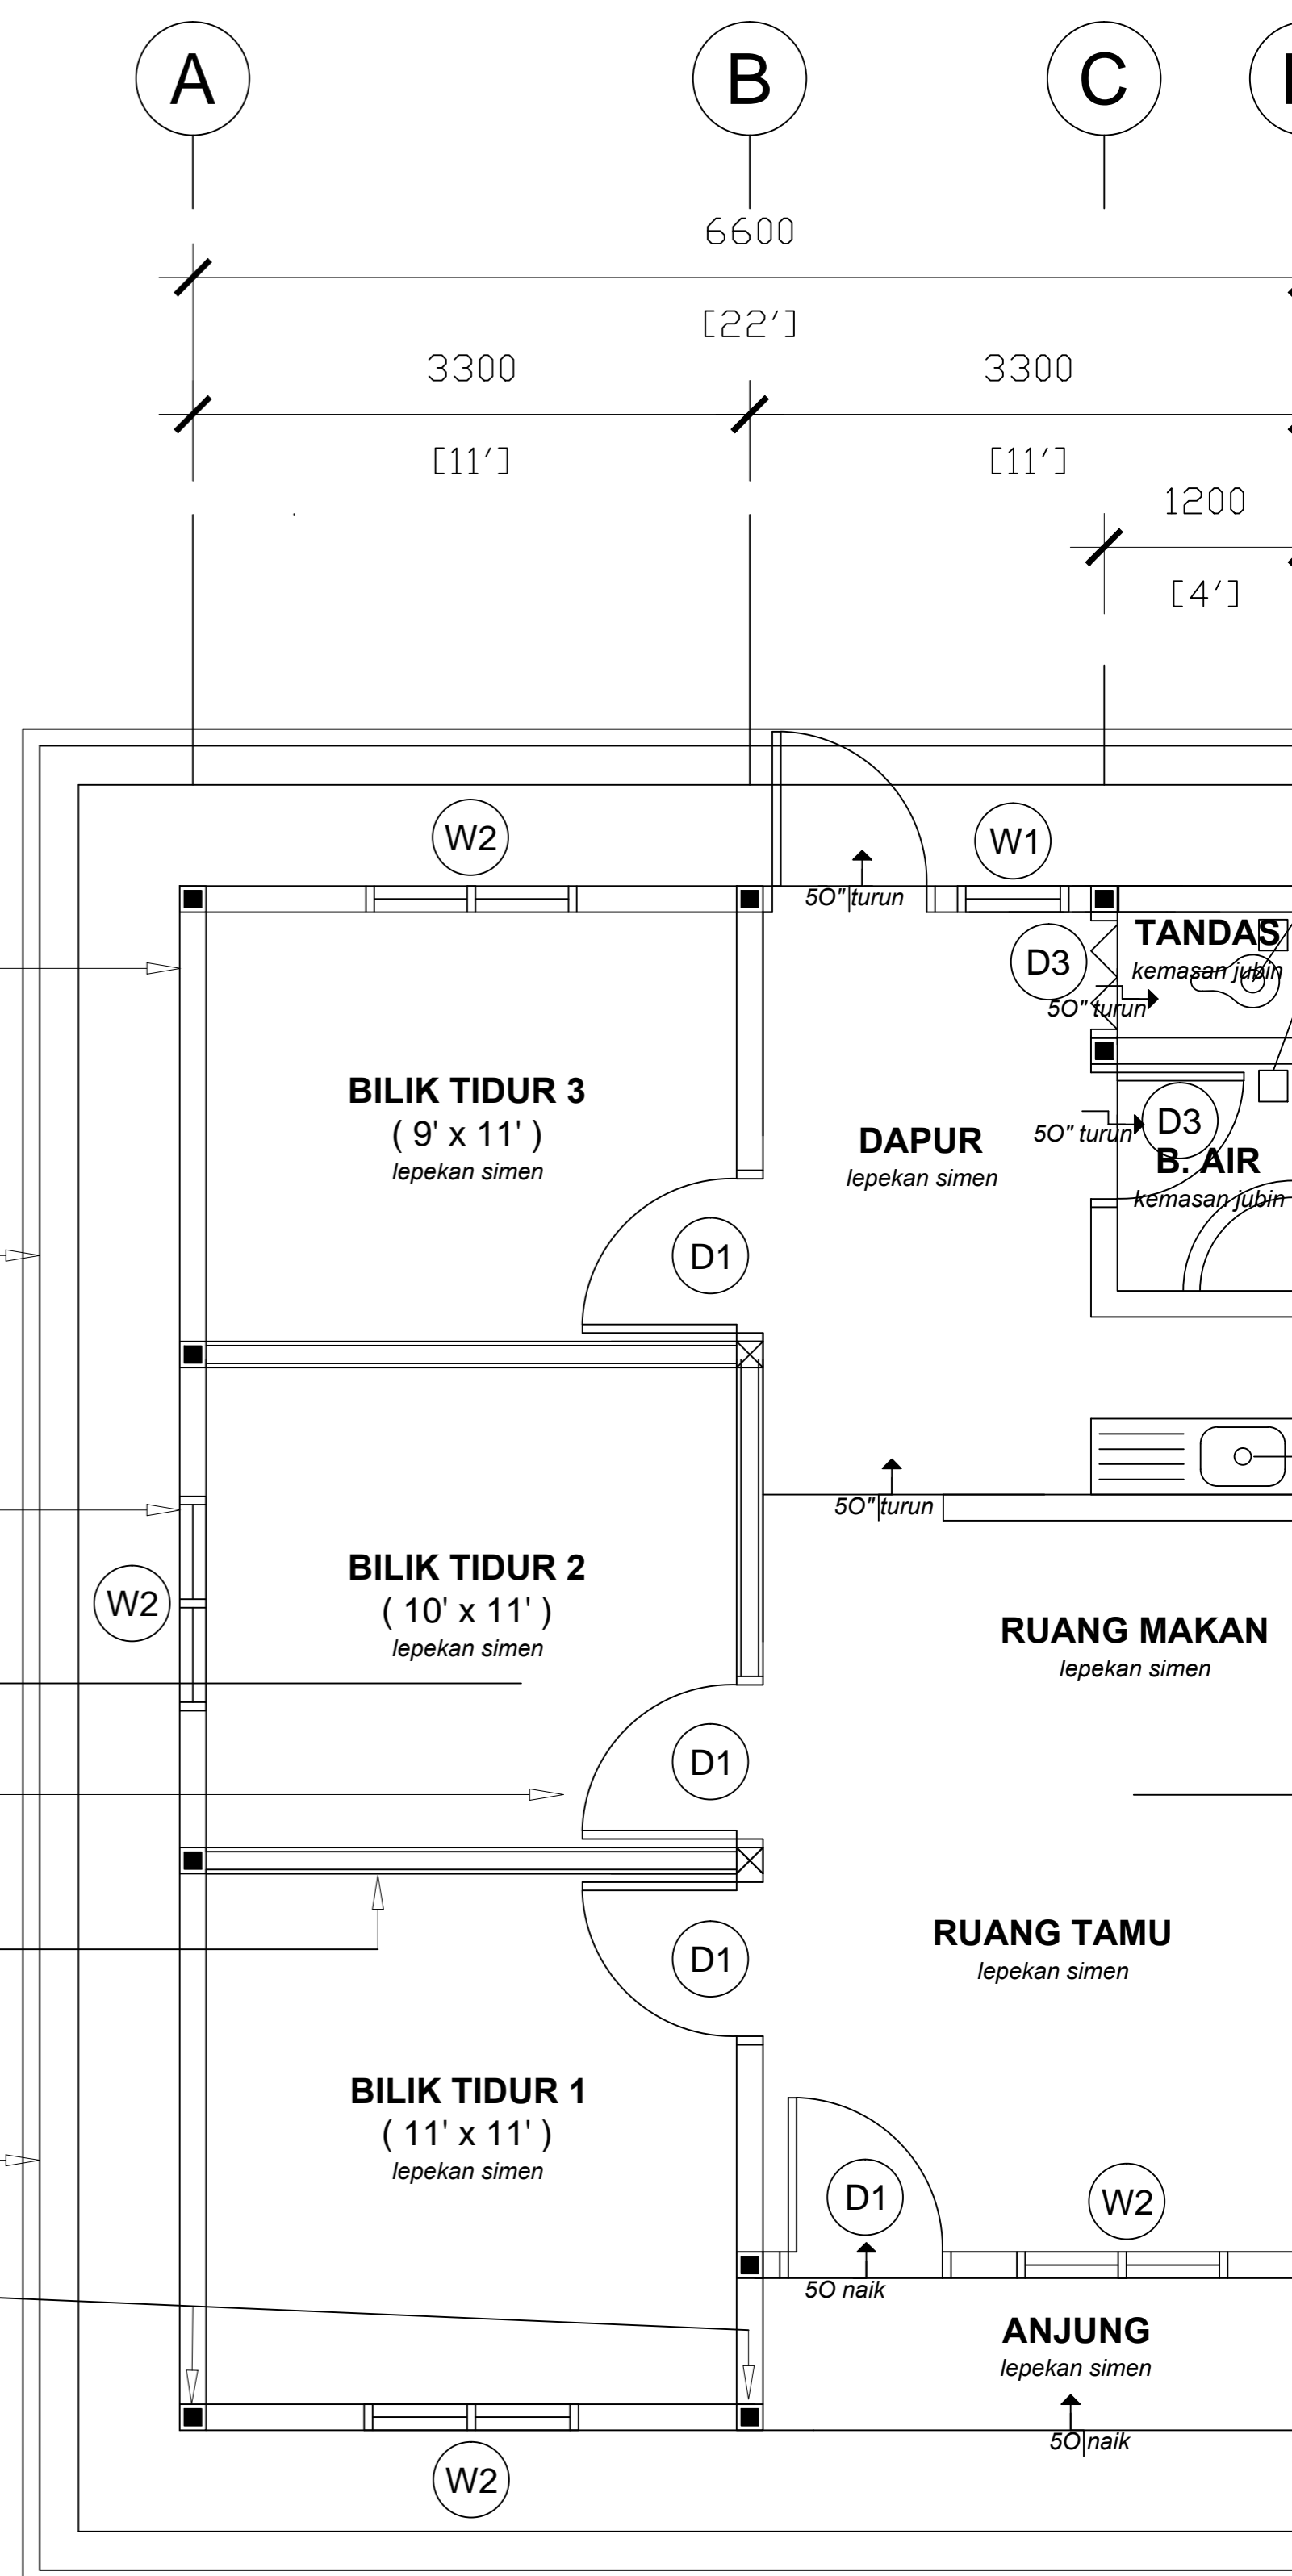 A
B
C
6600
[22']
3300
3300
[11']
[11']
1200
[4']
W2
W1
5O" turun
TANDAS
kemasan jubin
D3
5O" turun
BILIK TIDUR 3
( 9' x 11' )
lepekan simen
DAPUR
lepekan simen
5O" turun
D3
B. AIR
kemasan jubin
D1
5O" turun
BILIK TIDUR 2
( 10' x 11' )
lepekan simen
W2
RUANG MAKAN
lepekan simen
D1
RUANG TAMU
lepekan simen
D1
BILIK TIDUR 1
( 11' x 11' )
lepekan simen
D1
W2
5O naik
ANJUNG
lepekan simen
5O naik
W2